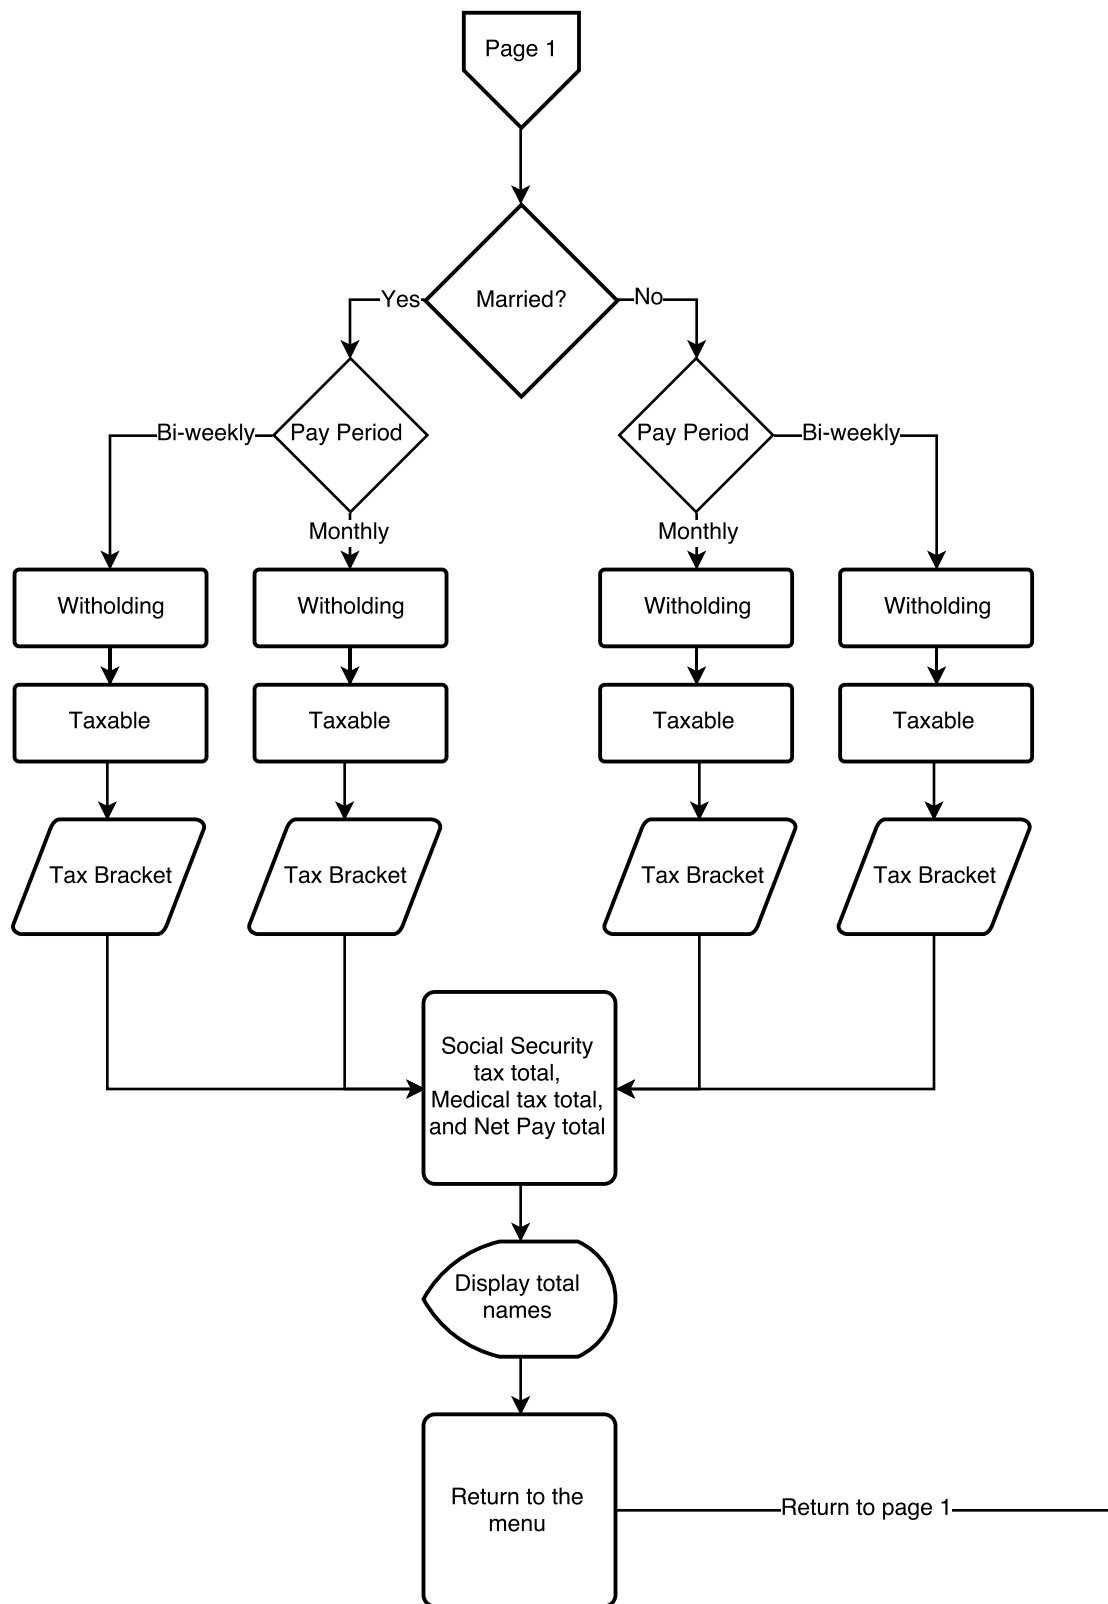 Page 1
Married?
Yes
No
Bi-weekly
Pay Period
Pay Period
Bi-weekly
Monthly
Monthly
Witholding
Witholding
Witholding
Witholding
Taxable
Taxable
Taxable
Taxable
Tax Bracket
Tax Bracket
Tax Bracket
Tax Bracket
Social Security
tax total,
Medical tax total,
and Net Pay total
Display total
names
Return to the
menu
Return to page 1